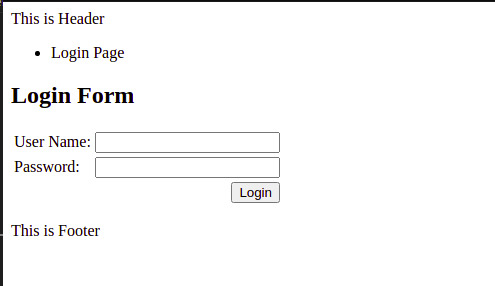 This is Header
Login Page
Login Form
User Name:
Password:
Login
This is Footer